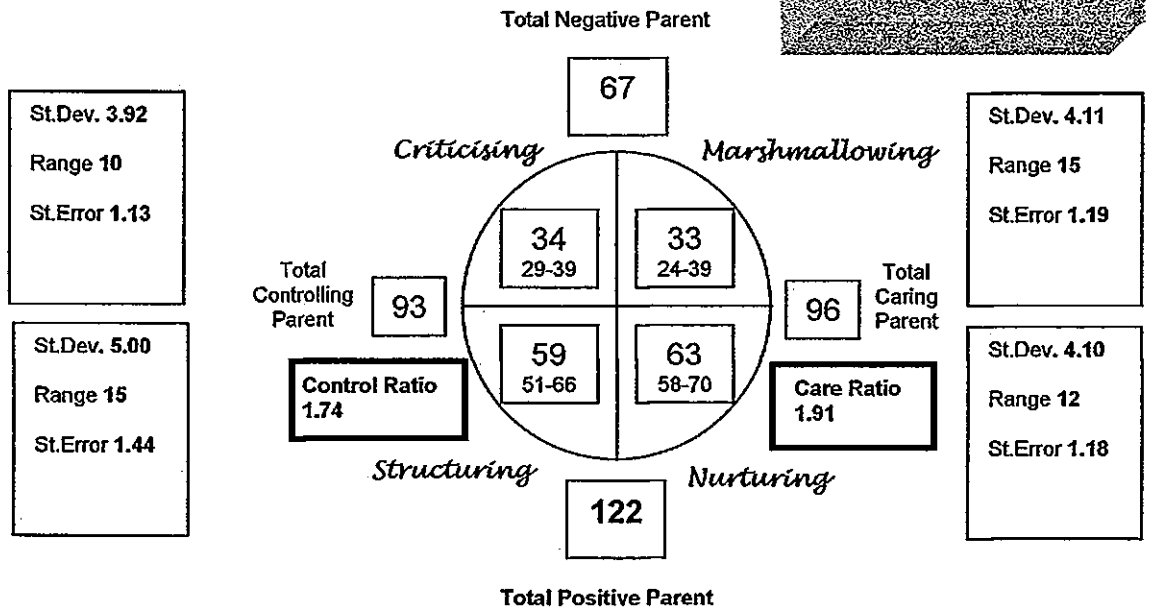 Total Negative Parent
67
St.Dev. 3.92
Range 10
St.Error 1.13
Criticising
Marshmallowing
St.Dev. 4.11
Range 15
St.Error 1.19
34
29-39
33
24-39
Total
Controlling
Parent
93
96
Total
Caring
Parent
St.Dev. 5.00
Range 15
St.Error 1.44
59
51-66
63
58-70
St.Dev. 4.10
Range 12
St.Error 1.18
Control Ratio
1.74
Care Ratio
1.91
Structuring
Nurturing
122
Total Positive Parent